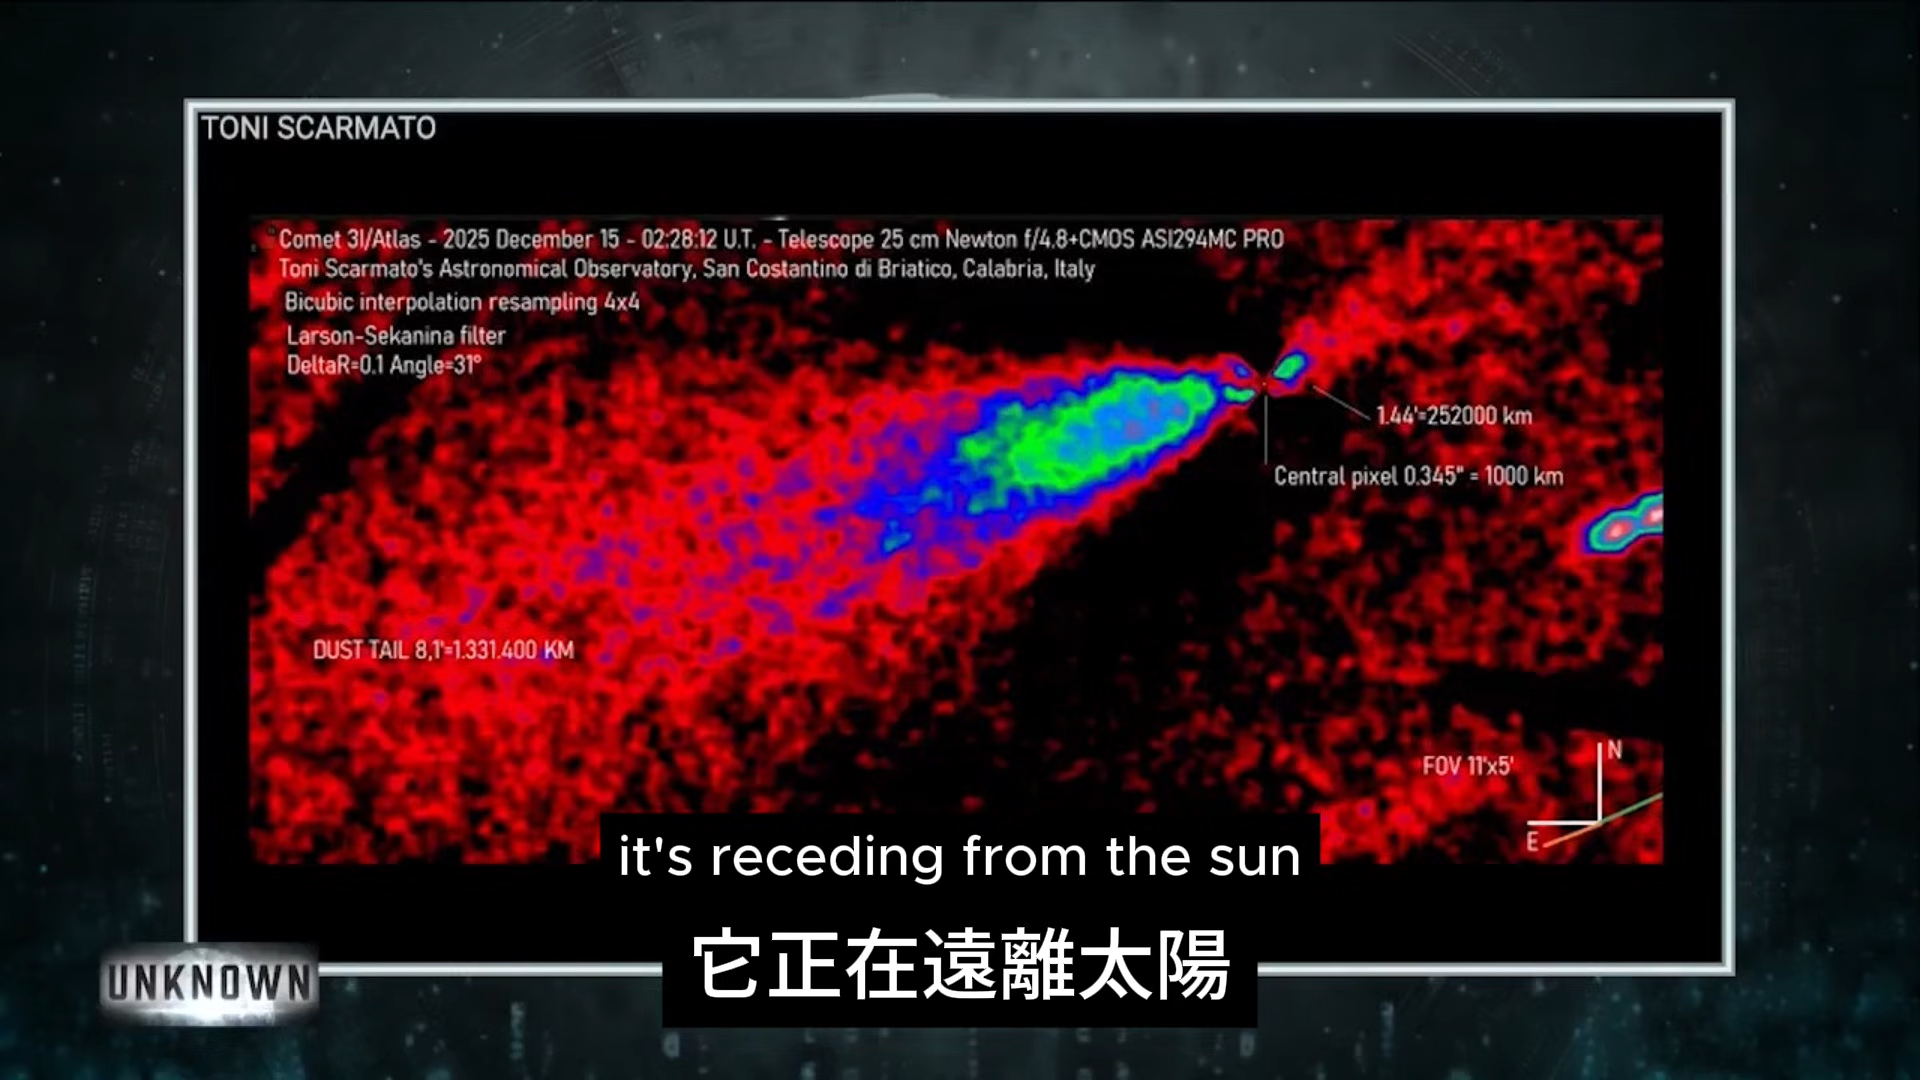 TONI SCARMATO
Comet 3I/Atlas - 2025 December 15 - 02:28:12 U.T. - Telescope 25 cm Newton f/4.8+CMOS ASI294MC PRO
Toni Scarmato's Astronomical Observatory, San Costantino di Briatico, Calabria, Italy
Bicubic interpolation resampling 4x4
Larson-Sekanina filter
DeltaR=0.1 Angle=31°
1.44'=252000 km
Central pixel 0.345" = 1000 km
DUST TAIL 8,1'=1.331.400 KM
FOV 11'x5'
N
E
it's receding from the sun
它正在遠離太陽
UNKNOWN